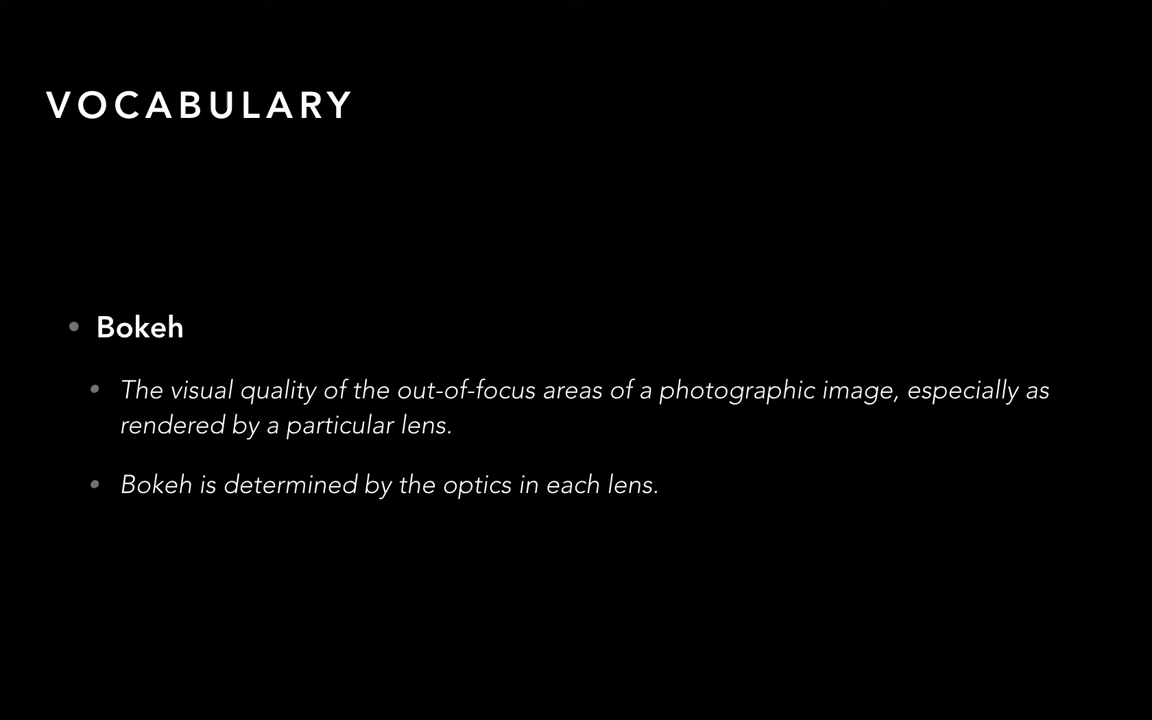 VOCABULARY
• Bokeh
• The visual quality of the out-of-focus areas of a photographic image, especially as
rendered by a particular lens.
• Bokeh is determined by the optics in each lens.